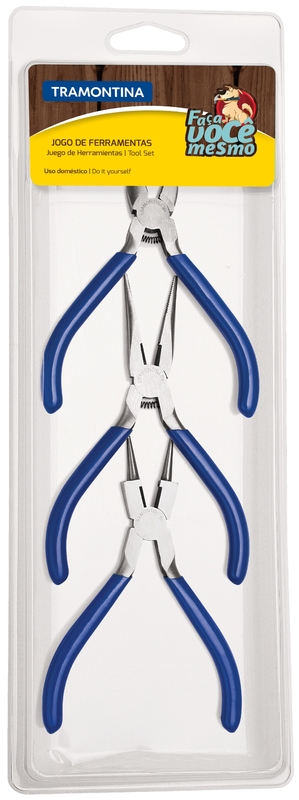 TRAMONTINA
Faça
você
mesmo
JOGO DE FERRAMENTAS
Juego de Herramientas | Tool Set
Uso doméstico | Do it yourself